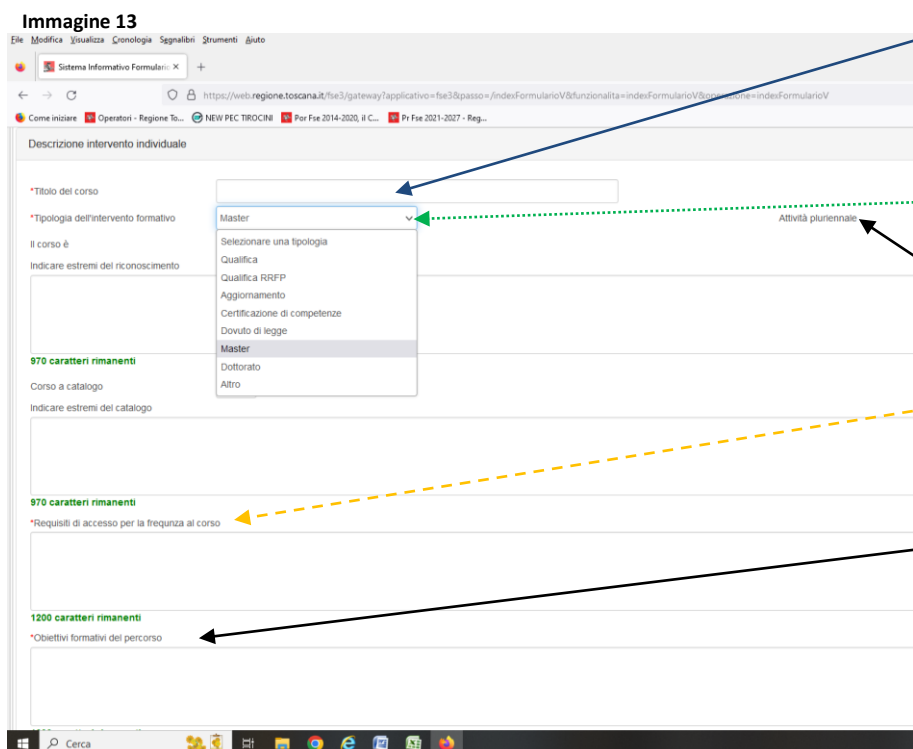 Immagine 13
File Modifica Visualizza Cronologia Segnalibri Strumenti Aiuto
Sistema Informativo Formulario × +
https://web.regione.toscana.it/fse3/gateway?applicativo=fse3&passo=/indexFormularioV&funzionalita=indexFormularioV&operazione=indexFormularioV
Come iniziare Operatori - Regione To... NEW PEC TIROCINI Por Fse 2014-2020, il C... Pr Fse 2021-2027 - Reg...
Descrizione intervento individuale
*Titolo del corso
*Tipologia dell'intervento formativo Master Attività pluriennale
Il corso è Selezionare una tipologia
Qualifica
Indicare estremi del riconoscimento
Qualifica RRFP
Aggiornamento
Certificazione di competenze
Dovuto di legge
Master
970 caratteri rimanenti
Dottorato
Corso a catalogo Altro
Indicare estremi del catalogo
970 caratteri rimanenti
*Requisiti di accesso per la frequnza al corso
1200 caratteri rimanenti
*Obiettivi formativi del percorso
Cerca